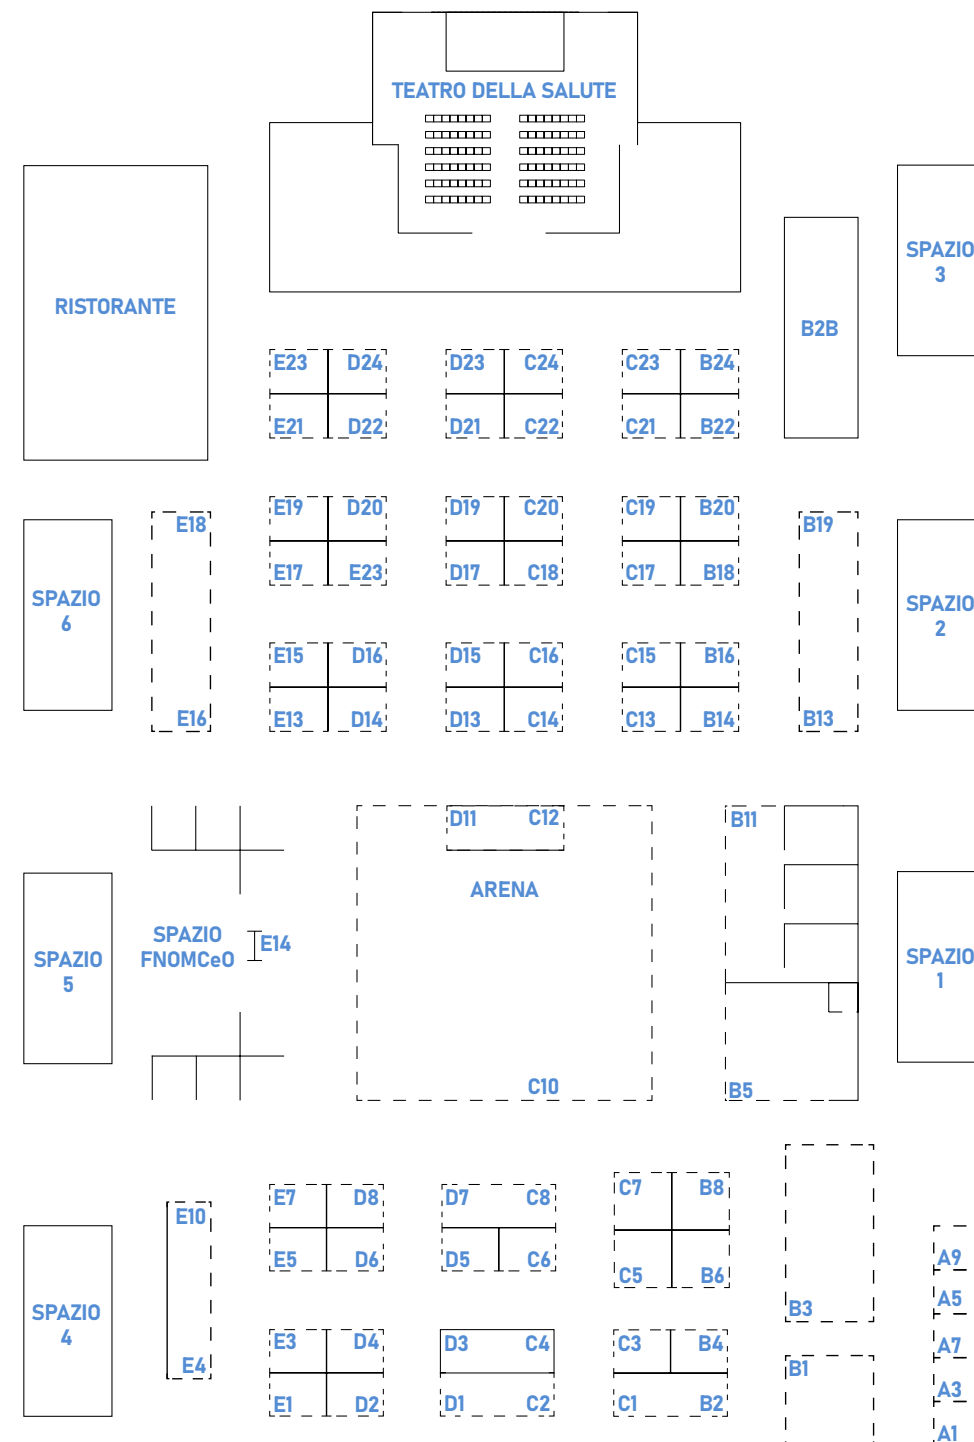 TEATRO DELLA SALUTE
RISTORANTE
B2B
SPAZIO
3
E23 D24 D23 C24 C23 B24
E21 D22 D21 C22 C21 B22
E18 E19 D20 D19 C20 C19 B20 B19
E17 E23 D17 C18 C17 B18
SPAZIO
6
SPAZIO
2
E15 D16 D15 C16 C15 B16
E16 E13 D14 D13 C14 C13 B14 B13
D11 C12 B11
ARENA
SPAZIO
FNOMCeO
E14
SPAZIO
5
SPAZIO
1
C10 B5
E7 D8 D7 C8 C7 B8
E10
E5 D6 D5 C6 C5 B6
A9
A5
B3
SPAZIO
4
E3 D4 D3 C4 C3 B4
A7
E4 B1
A3
E1 D2 D1 C2 C1 B2
A1